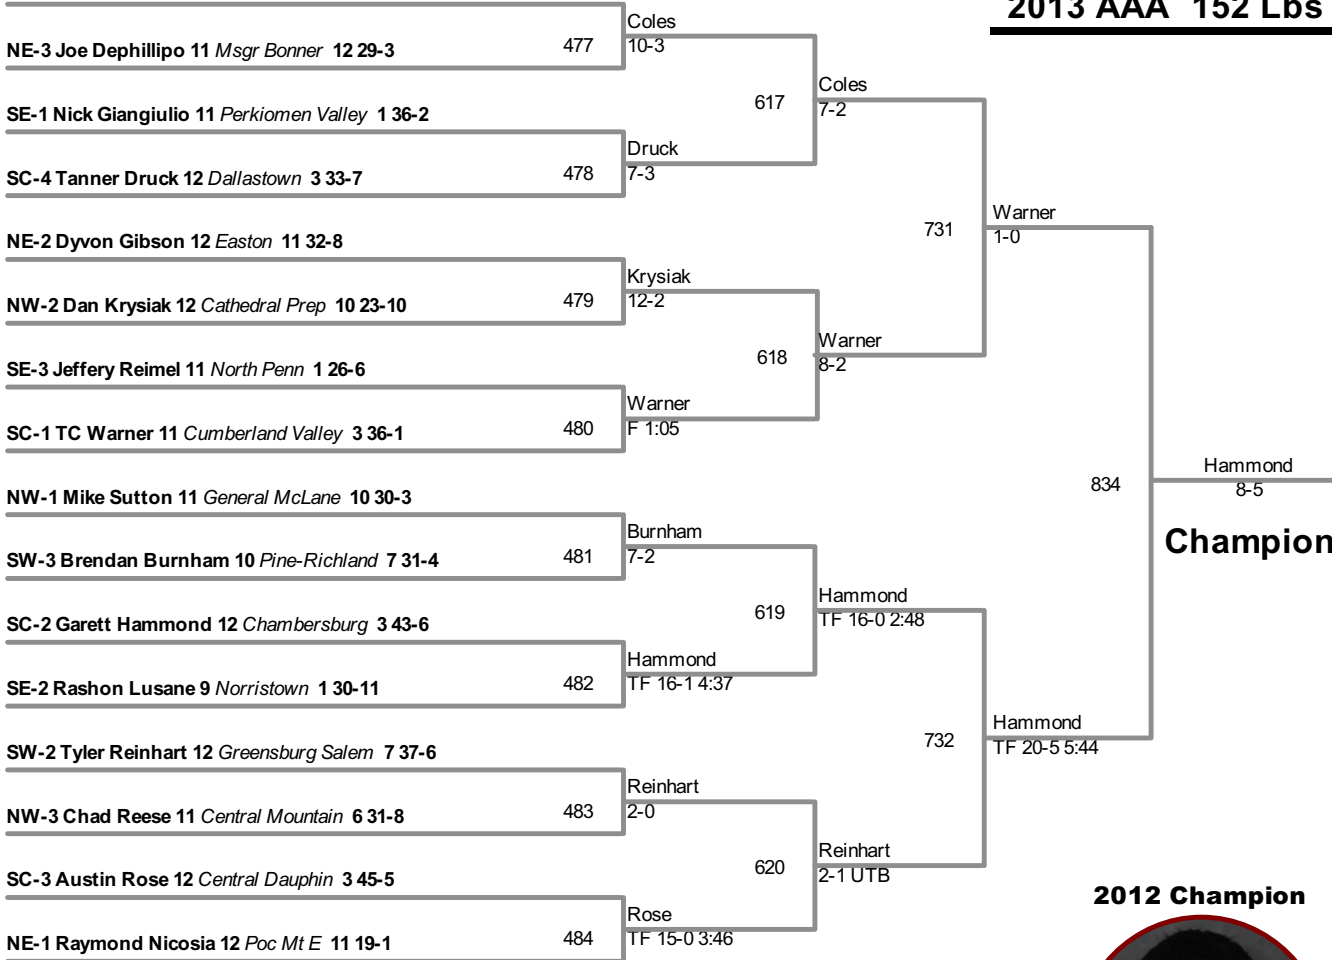 2013 AAA 152 Lbs
Coles
NE-3 Joe Dephillipo 11 Msgr Bonner 12 29-3
477
10-3
Coles
617
7-2
SE-1 Nick Giangiulio 11 Perkiomen Valley 1 36-2
Druck
SC-4 Tanner Druck 12 Dallastown 3 33-7
478
7-3
Warner
731
1-0
NE-2 Dyvon Gibson 12 Easton 11 32-8
Krysiak
NW-2 Dan Krysiak 12 Cathedral Prep 10 23-10
479
12-2
Warner
618
8-2
SE-3 Jeffery Reimel 11 North Penn 1 26-6
Warner
SC-1 TC Warner 11 Cumberland Valley 3 36-1
480
F 1:05
Hammond
834
8-5
Champion
NW-1 Mike Sutton 11 General McLane 10 30-3
Burnham
SW-3 Brendan Burnham 10 Pine-Richland 7 31-4
481
7-2
Hammond
619
TF 16-0 2:48
SC-2 Garett Hammond 12 Chambersburg 3 43-6
Hammond
SE-2 Rashon Lusane 9 Norristown 1 30-11
482
TF 16-1 4:37
Hammond
732
TF 20-5 5:44
SW-2 Tyler Reinhart 12 Greensburg Salem 7 37-6
Reinhart
NW-3 Chad Reese 11 Central Mountain 6 31-8
483
2-0
Reinhart
620
2-1 UTB
SC-3 Austin Rose 12 Central Dauphin 3 45-5
Rose
NE-1 Raymond Nicosia 12 Poc Mt E 11 19-1
484
TF 15-0 3:46
2012 Champion